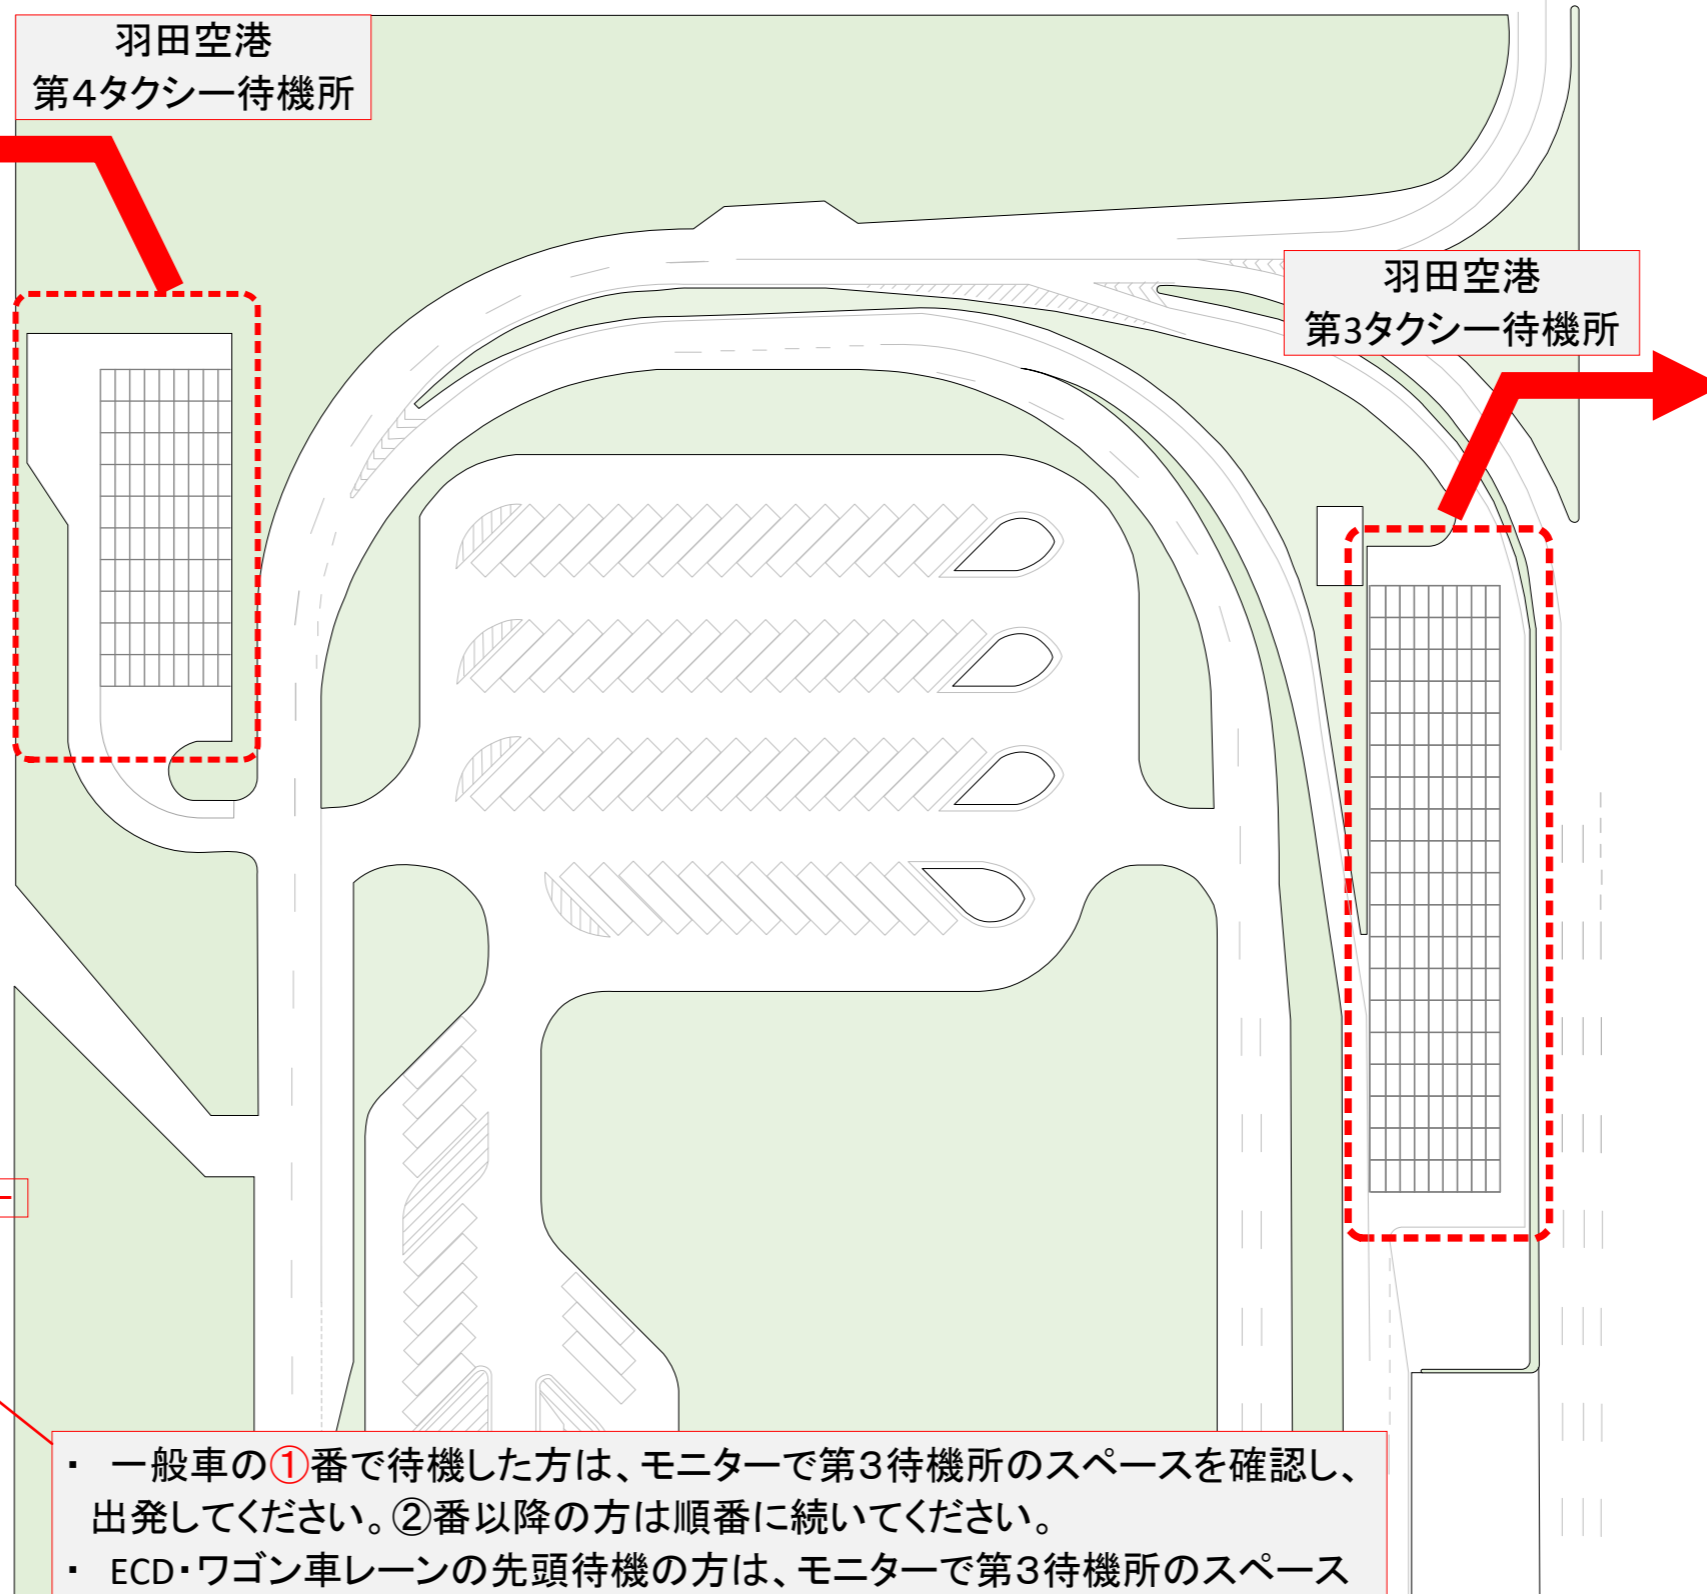 羽田空港
第4タクシー待機所
羽田空港
第3タクシー待機所
・ 一般車の①番で待機した方は、モニターで第3待機所のスペースを確認し、
出発してください。②番以降の方は順番に続いてください。
・ ECD・ワゴン車レーンの先頭待機の方は、モニターで第3待機所のスペース